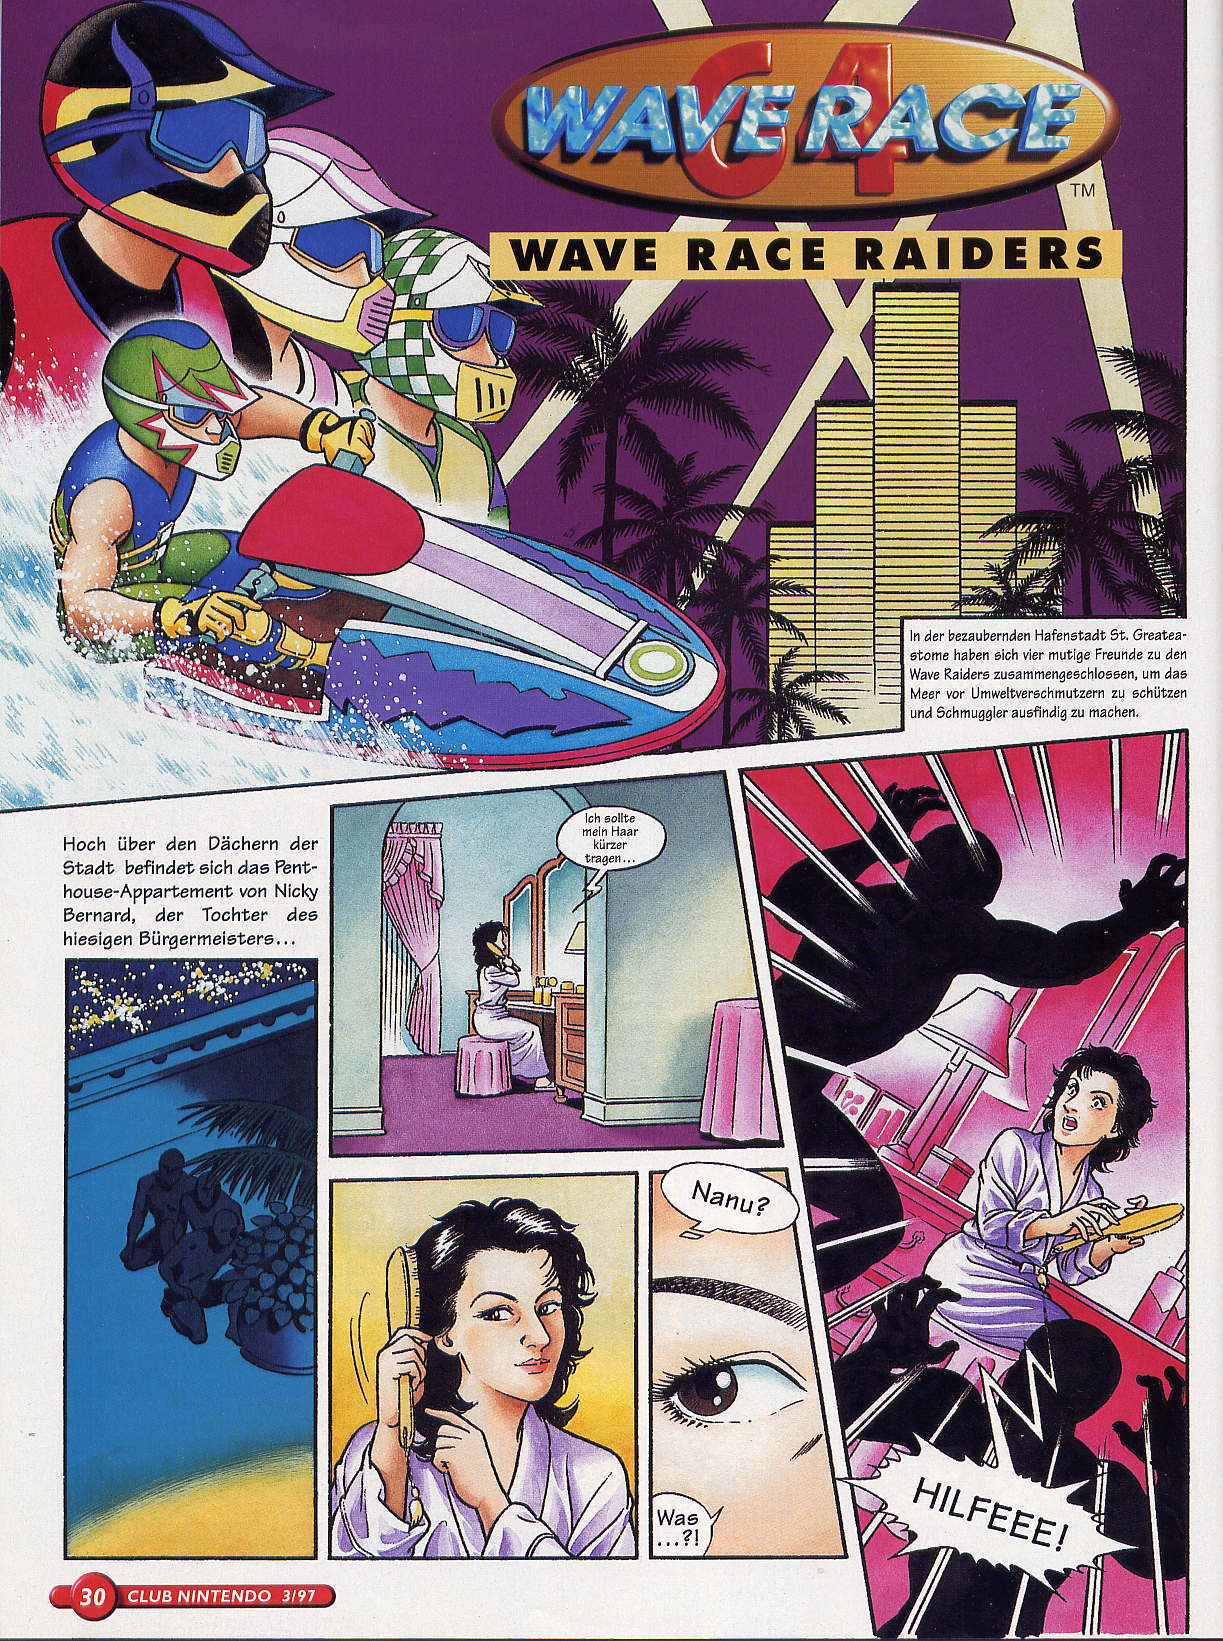 WAVE RACE 64
TM
WAVE RACE RAIDERS
In der bezaubernden Hafenstadt St. Greatea-
stome haben sich vier mutige Freunde zu den
Wave Raiders zusammengeschlossen, um das
Meer vor Umweltverschmutzern zu schützen
und Schmuggler ausfindig zu machen.
Hoch über den Dächern der
Stadt befindet sich das Pent-
house-Appartement von Nicky
Bernard, der Tochter des
hiesigen Bürgermeisters...
Ich sollte
mein Haar
kürzer
tragen...
Nanu?
Was
...?!
HILFEEE!
30 CLUB NINTENDO 3/97